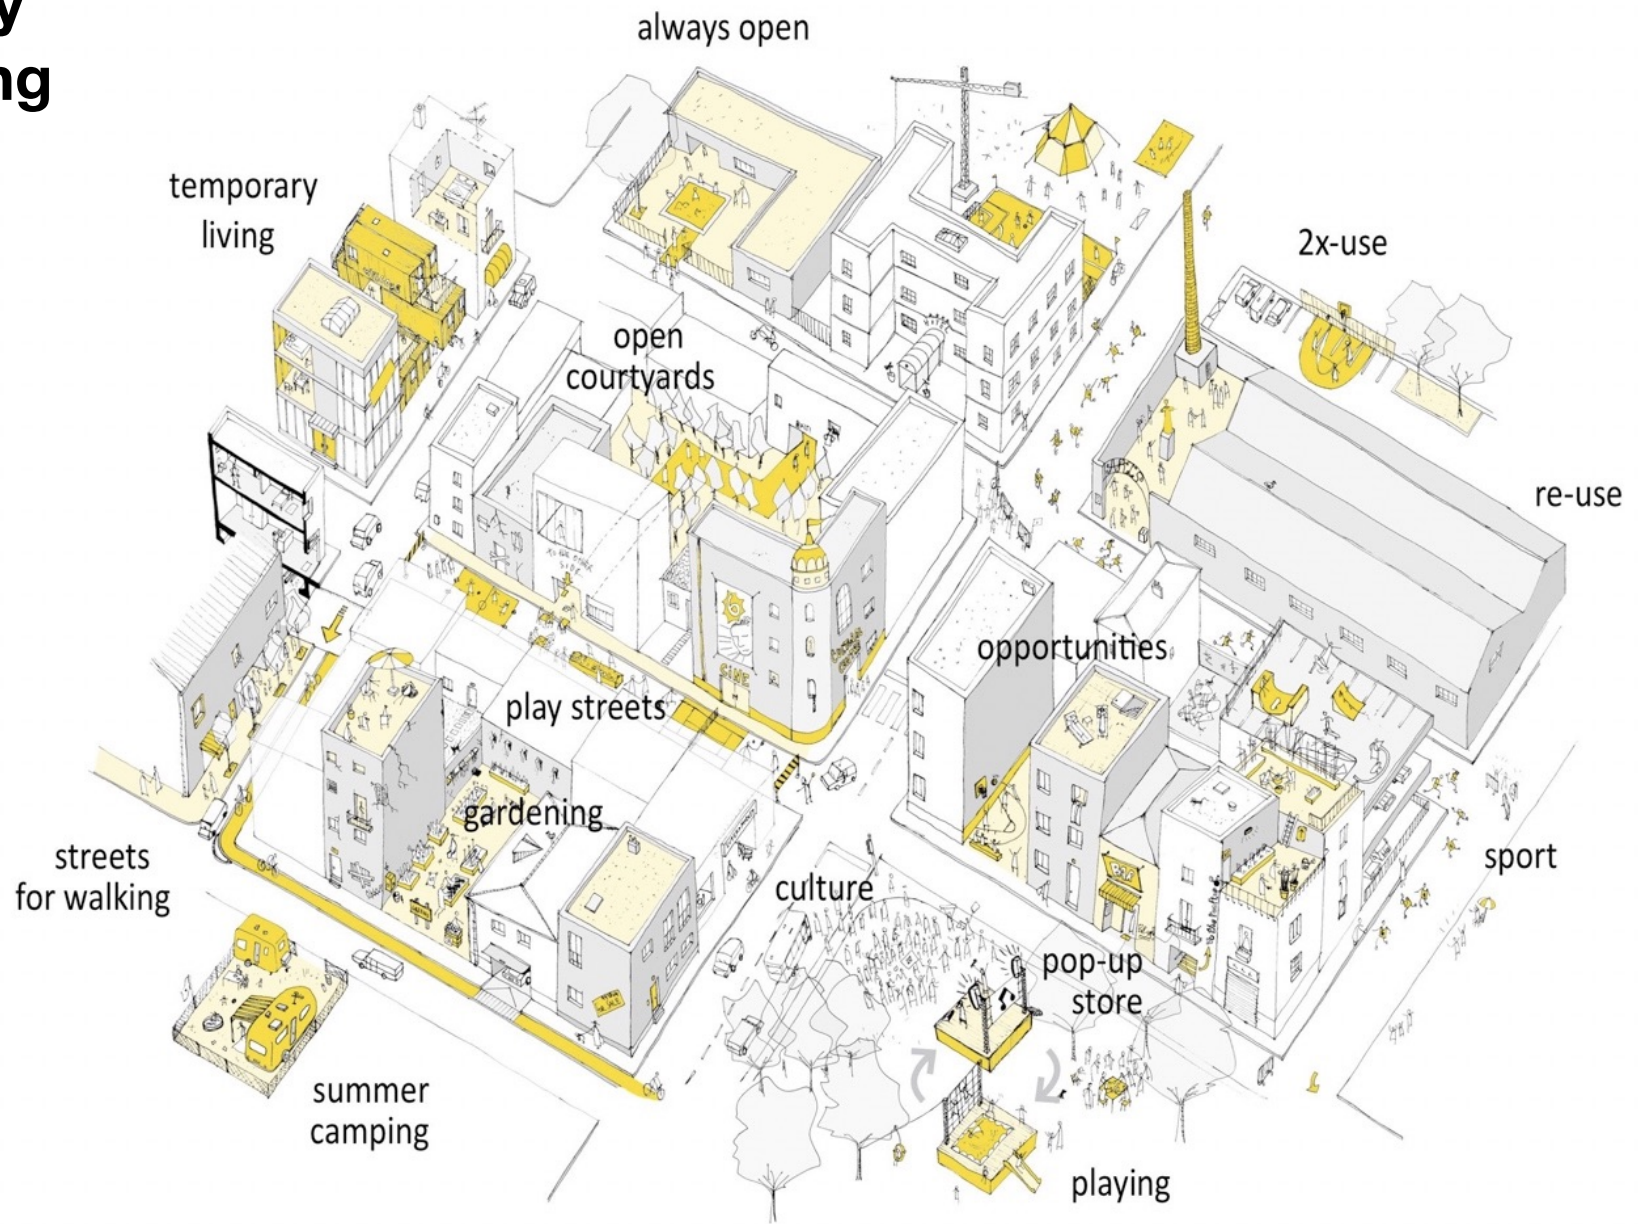 y
ng
always open
temporary
living
2x-use
open
courtyards
re-use
opportunities
play streets
gardening
streets
for walking
culture
sport
pop-up
store
summer
camping
playing
CINE